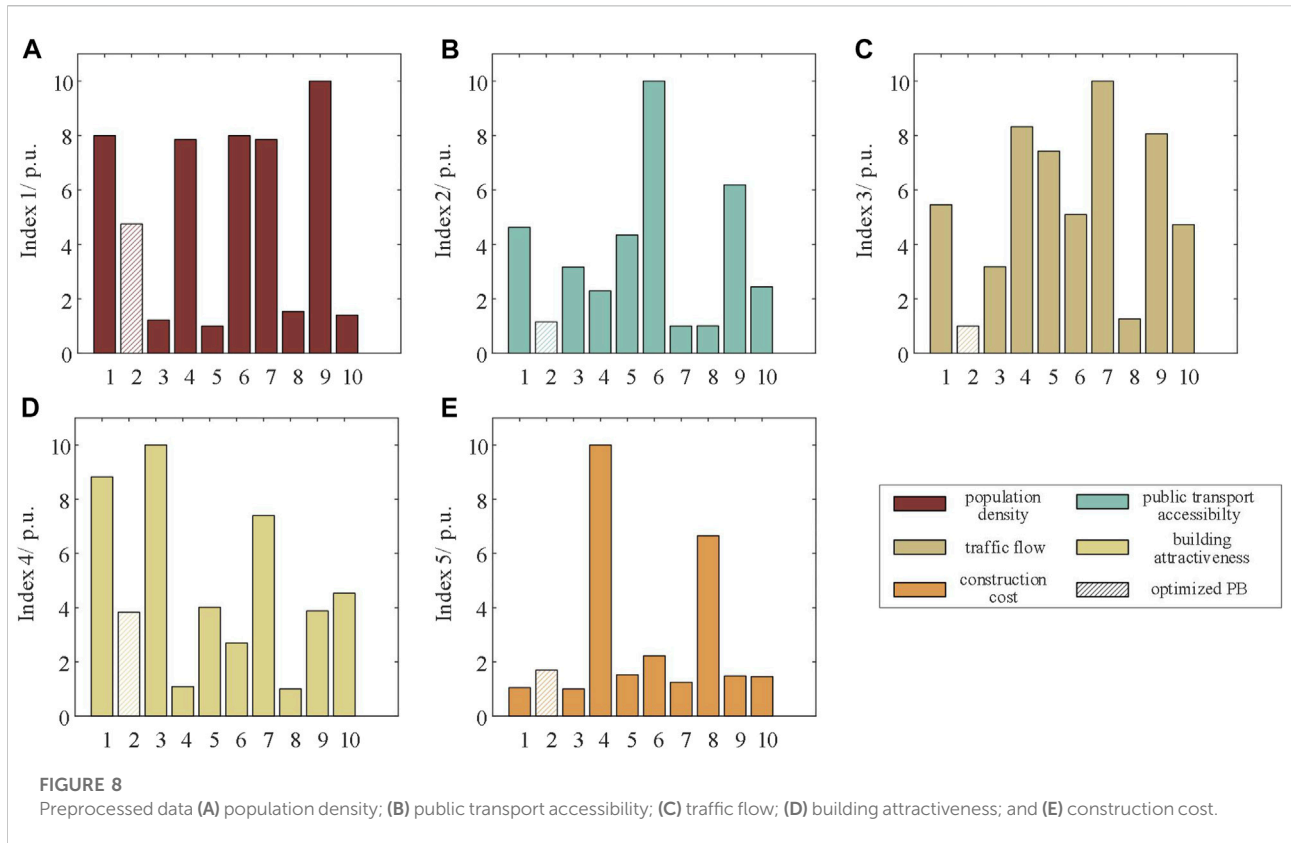 A
Index 1/ p.u.
10
8
6
4
2
0
1 2 3 4 5 6 7 8 9 10
B
Index 2/ p.u.
10
8
6
4
2
0
1 2 3 4 5 6 7 8 9 10
C
Index 3/ p.u.
10
8
6
4
2
0
1 2 3 4 5 6 7 8 9 10
D
Index 4/ p.u.
10
8
6
4
2
0
1 2 3 4 5 6 7 8 9 10
E
Index 5/ p.u.
10
8
6
4
2
0
1 2 3 4 5 6 7 8 9 10
population
density
public transport
accessibilty
traffic flow
building
attractiveness
construction
cost
optimized PB
FIGURE 8
Preprocessed data (A) population density; (B) public transport accessibility; (C) traffic flow; (D) building attractiveness; and (E) construction cost.